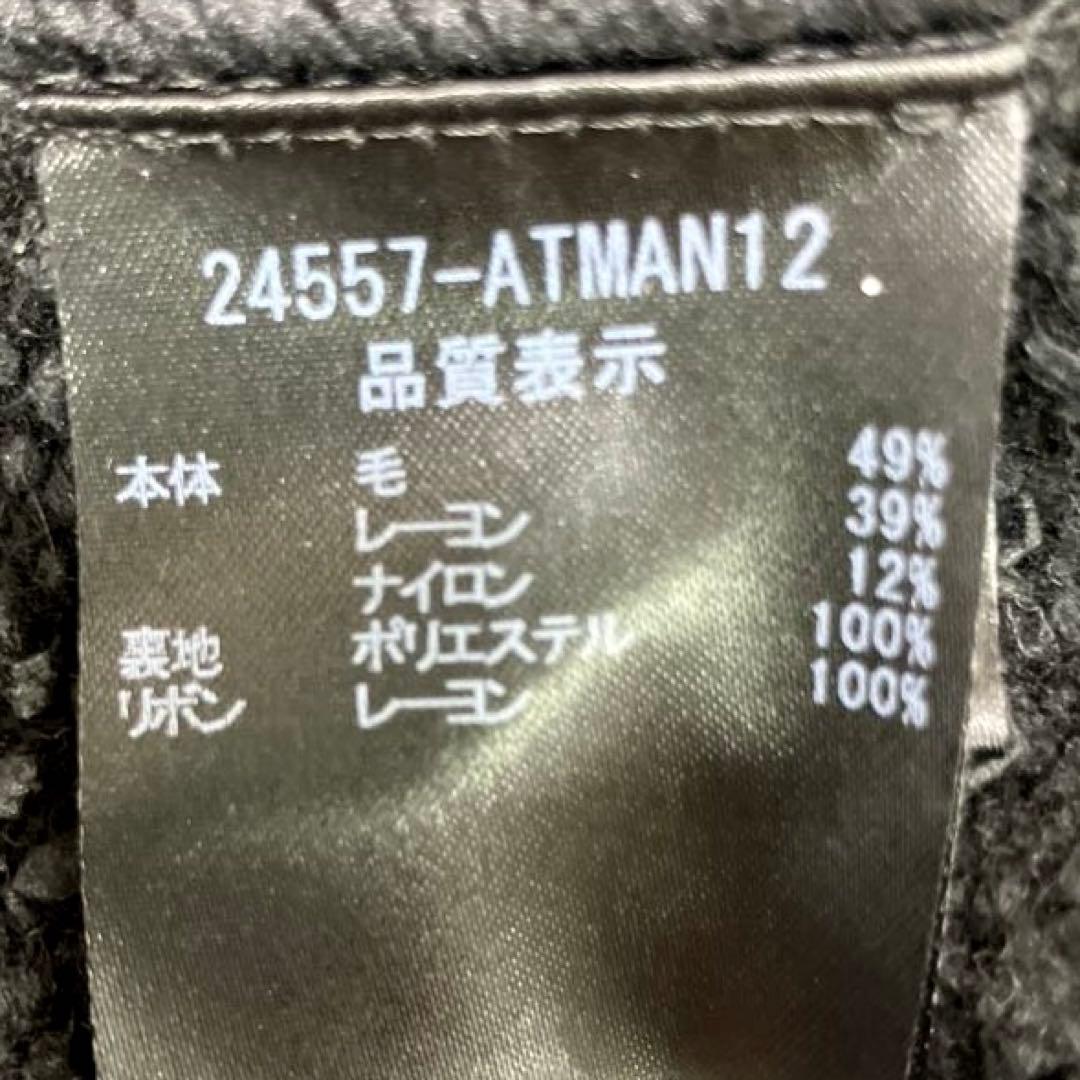 24557-ATMAN12
品質表示
本体 毛 49%
レーヨン 39%
ナイロン 12%
裏地 ポリエステル 100%
リボン レーヨン 100%